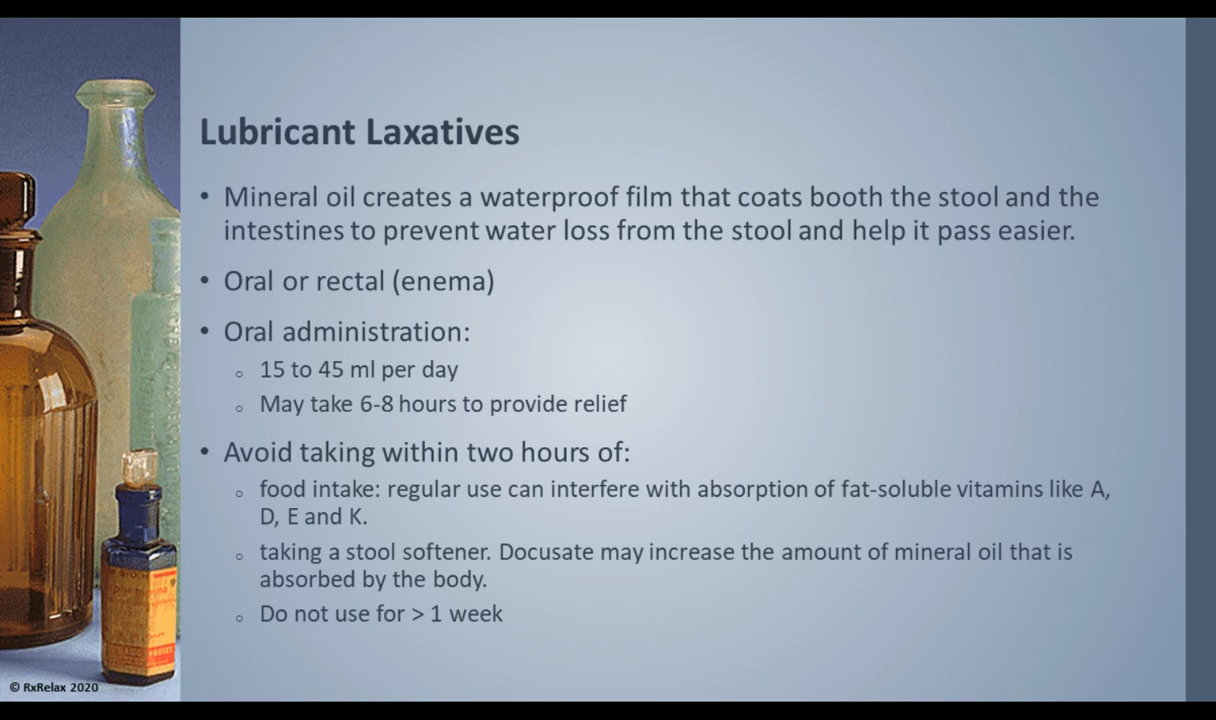 Lubricant Laxatives
• Mineral oil creates a waterproof film that coats booth the stool and the
intestines to prevent water loss from the stool and help it pass easier.
• Oral or rectal (enema)
• Oral administration:
o 15 to 45 ml per day
o May take 6-8 hours to provide relief
• Avoid taking within two hours of:
o food intake: regular use can interfere with absorption of fat-soluble vitamins like A,
D, E and K.
o taking a stool softener. Docusate may increase the amount of mineral oil that is
absorbed by the body.
o Do not use for > 1 week
© RxRelax 2020